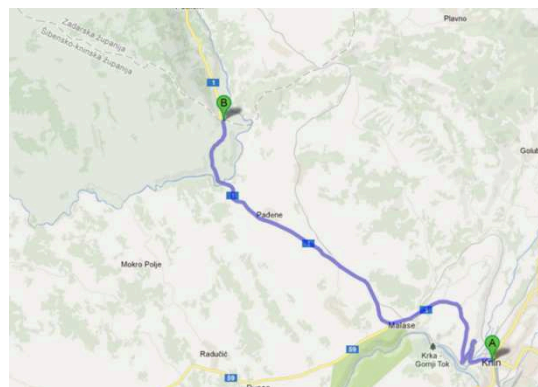 Plavno
Zadarska županija
Šibensko-kninska županija
1
B
Golub
1
Pađene
1
Mokro Polje
1
Malase
A
Radučić
59
Krka
Gornji Tok
Knin
59